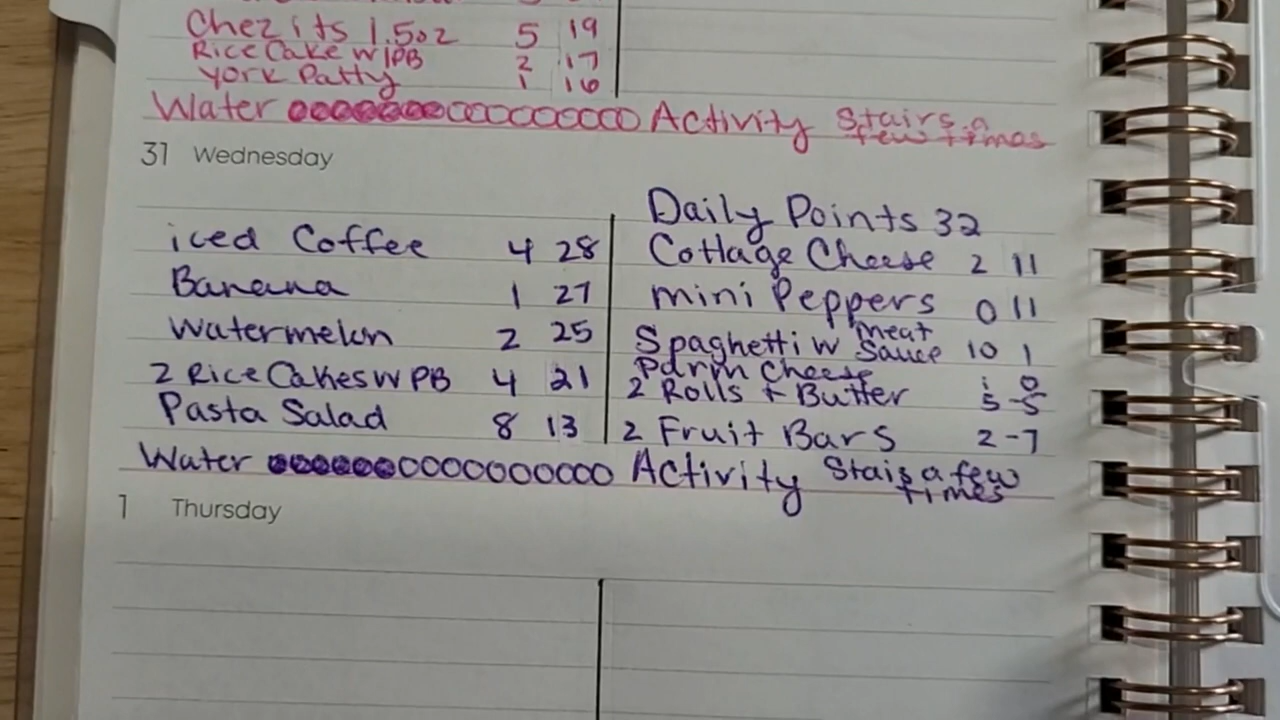 Chez its 1.5oz 5 19
Rice Cake w/PB 2 17
York Patty 1 16
Water Activity Stairs a few times
31 Wednesday
Daily Points 32
iced Coffee 4 28
Banana 1 27
Watermelon 2 25
2 Rice Cakes w PB 4 21
Pasta Salad 8 13
Cottage Cheese 2 11
mini Peppers 0 11
Spaghetti w meat Sauce 10 1
Parm Cheese 1 0
2 Rolls + Butter 5 -5
2 Fruit Bars 2 -7
Water Activity Stais a few times
1 Thursday